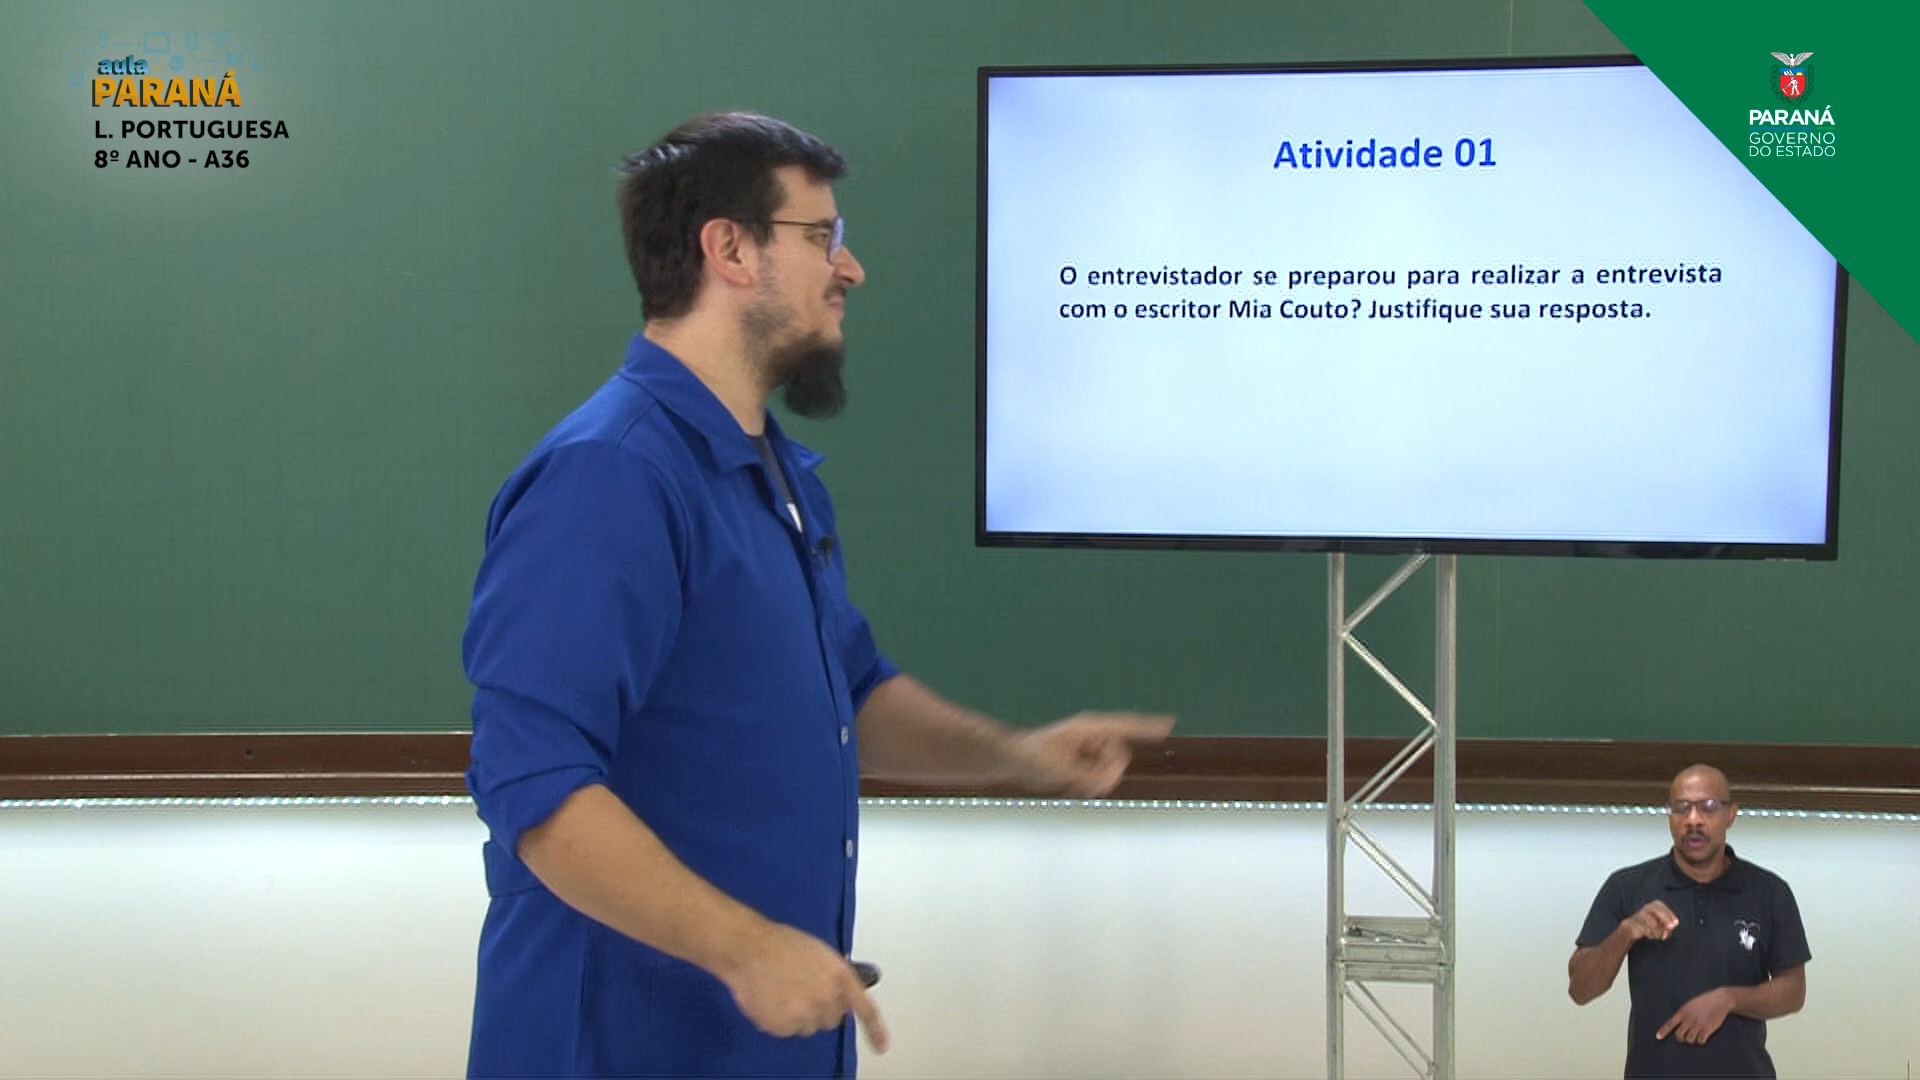 aula
PARANÁ
L. PORTUGUESA
8º ANO - A36
Atividade 01
O entrevistador se preparou para realizar a entrevista
com o escritor Mia Couto? Justifique sua resposta.
PARANÁ
GOVERNO
DO ESTADO